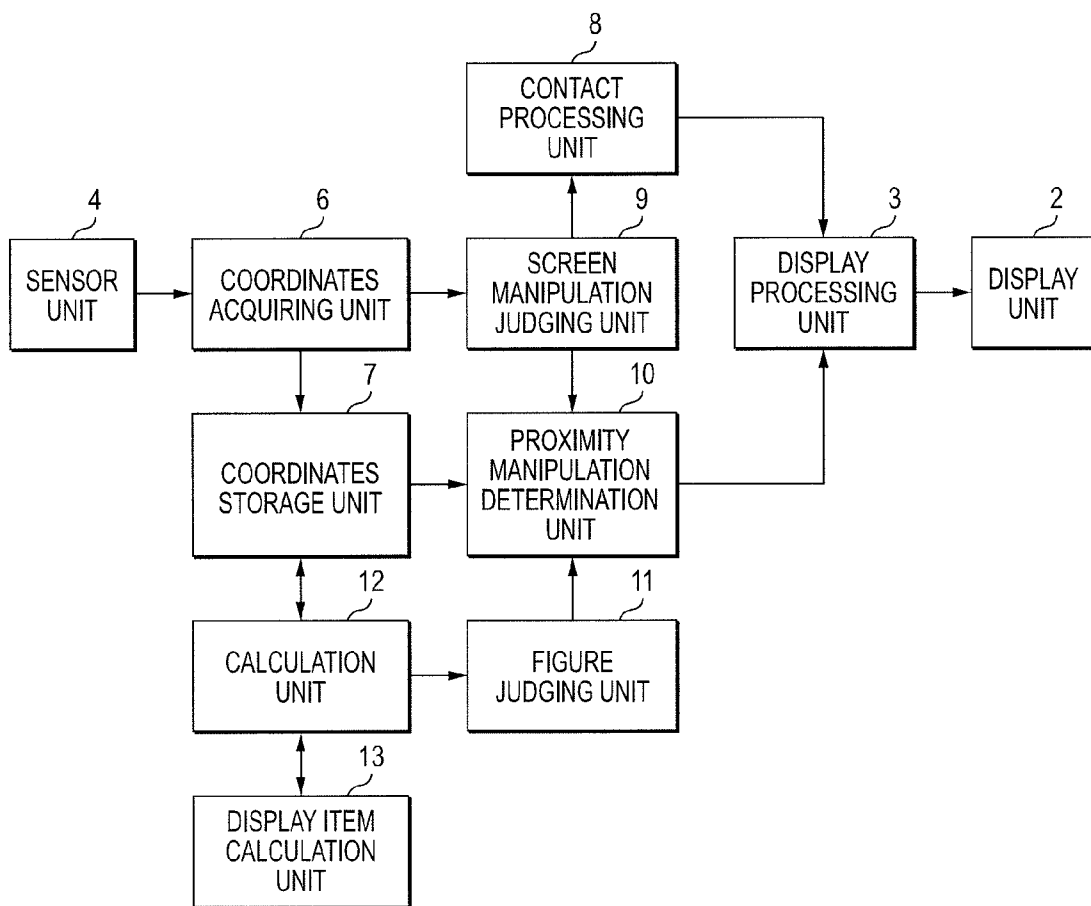 8
CONTACT
PROCESSING
UNIT
4
SENSOR
UNIT
6
COORDINATES
ACQUIRING UNIT
9
SCREEN
MANIPULATION
JUDGING UNIT
3
DISPLAY
PROCESSING
UNIT
2
DISPLAY
UNIT
7
COORDINATES
STORAGE UNIT
10
PROXIMITY
MANIPULATION
DETERMINATION
UNIT
12
CALCULATION
UNIT
11
FIGURE
JUDGING UNIT
13
DISPLAY ITEM
CALCULATION
UNIT